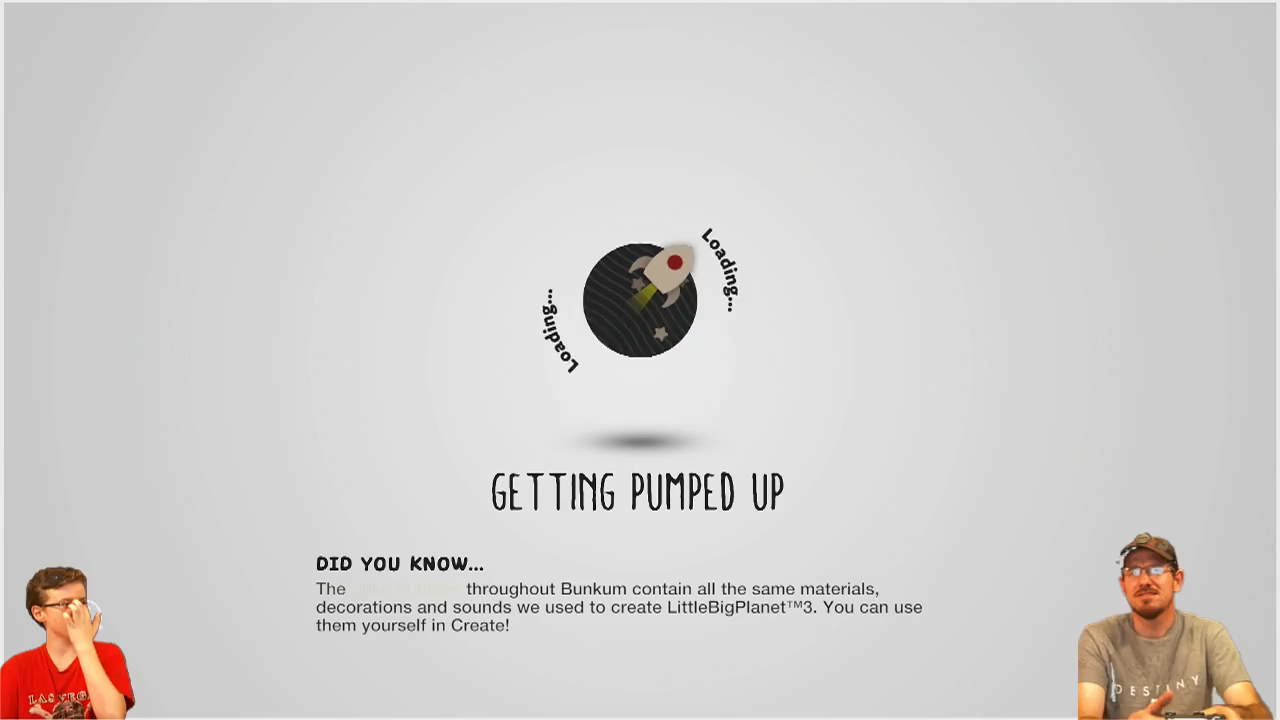 Loading...
Loading...
GETTING PUMPED UP
DID YOU KNOW...
The throughout Bunkum contain all the same materials,
decorations and sounds we used to create LittleBigPlanet™3. You can use
them yourself in Create!
LAS VEGA
DESTINY